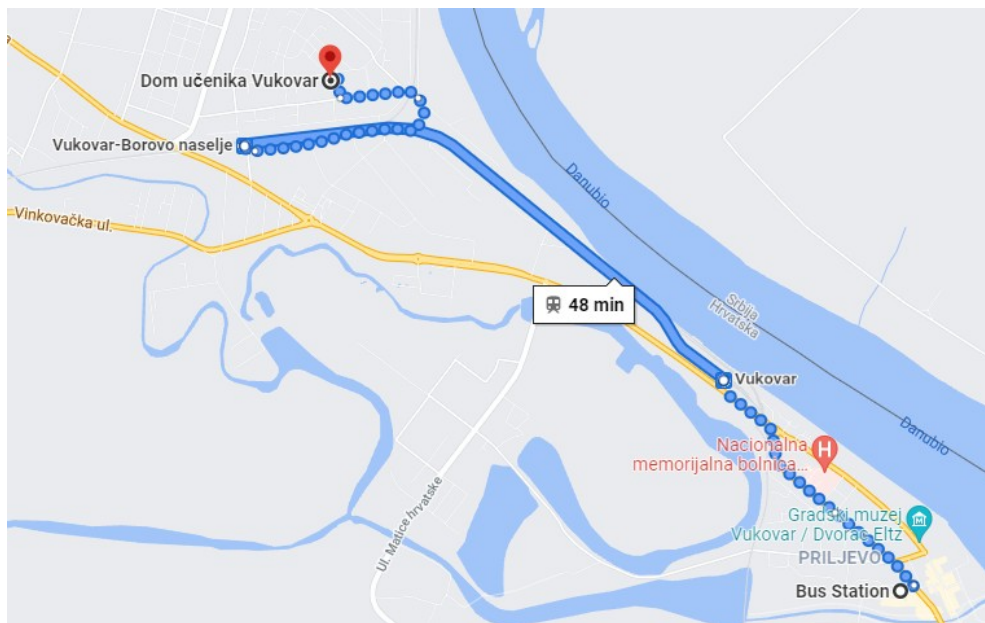 Dom učenika Vukovar
Vukovar-Borovo naselje
Danubio
Vinkovačka ul.
Srbija
Hrvatska
48 min
Vukovar
Danubio
Nacionalna
memorijalna bolnica...
H
Ul. Matice hrvatske
Gradski muzej
Vukovar / Dvorac Eltz
M
PRILJEVO
Bus Station